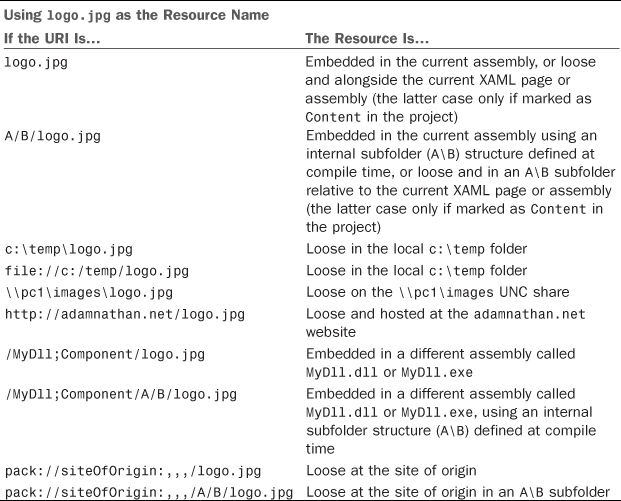 Using logo.jpg as the Resource Name
If the URI Is… The Resource Is…
logo.jpg Embedded in the current assembly, or loose
and alongside the current XAML page or
assembly (the latter case only if marked as
Content in the project)
A/B/logo.jpg Embedded in the current assembly using an
internal subfolder (A\B) structure defined at
compile time, or loose and in an A\B subfolder
relative to the current XAML page or assembly
(the latter case only if marked as Content in
the project)
c:\temp\logo.jpg Loose in the local c:\temp folder
file://c:/temp/logo.jpg Loose in the local c:\temp folder
\\pc1\images\logo.jpg Loose on the \\pc1\images UNC share
http://adamnathan.net/logo.jpg Loose and hosted at the adamnathan.net
website
/MyDll;Component/logo.jpg Embedded in a different assembly called
MyDll.dll or MyDll.exe
/MyDll;Component/A/B/logo.jpg Embedded in a different assembly called
MyDll.dll or MyDll.exe, using an internal
subfolder structure (A\B) defined at compile
time
pack://siteOfOrigin:,,,/logo.jpg Loose at the site of origin
pack://siteOfOrigin:,,,/A/B/logo.jpg Loose at the site of origin in an A\B subfolder